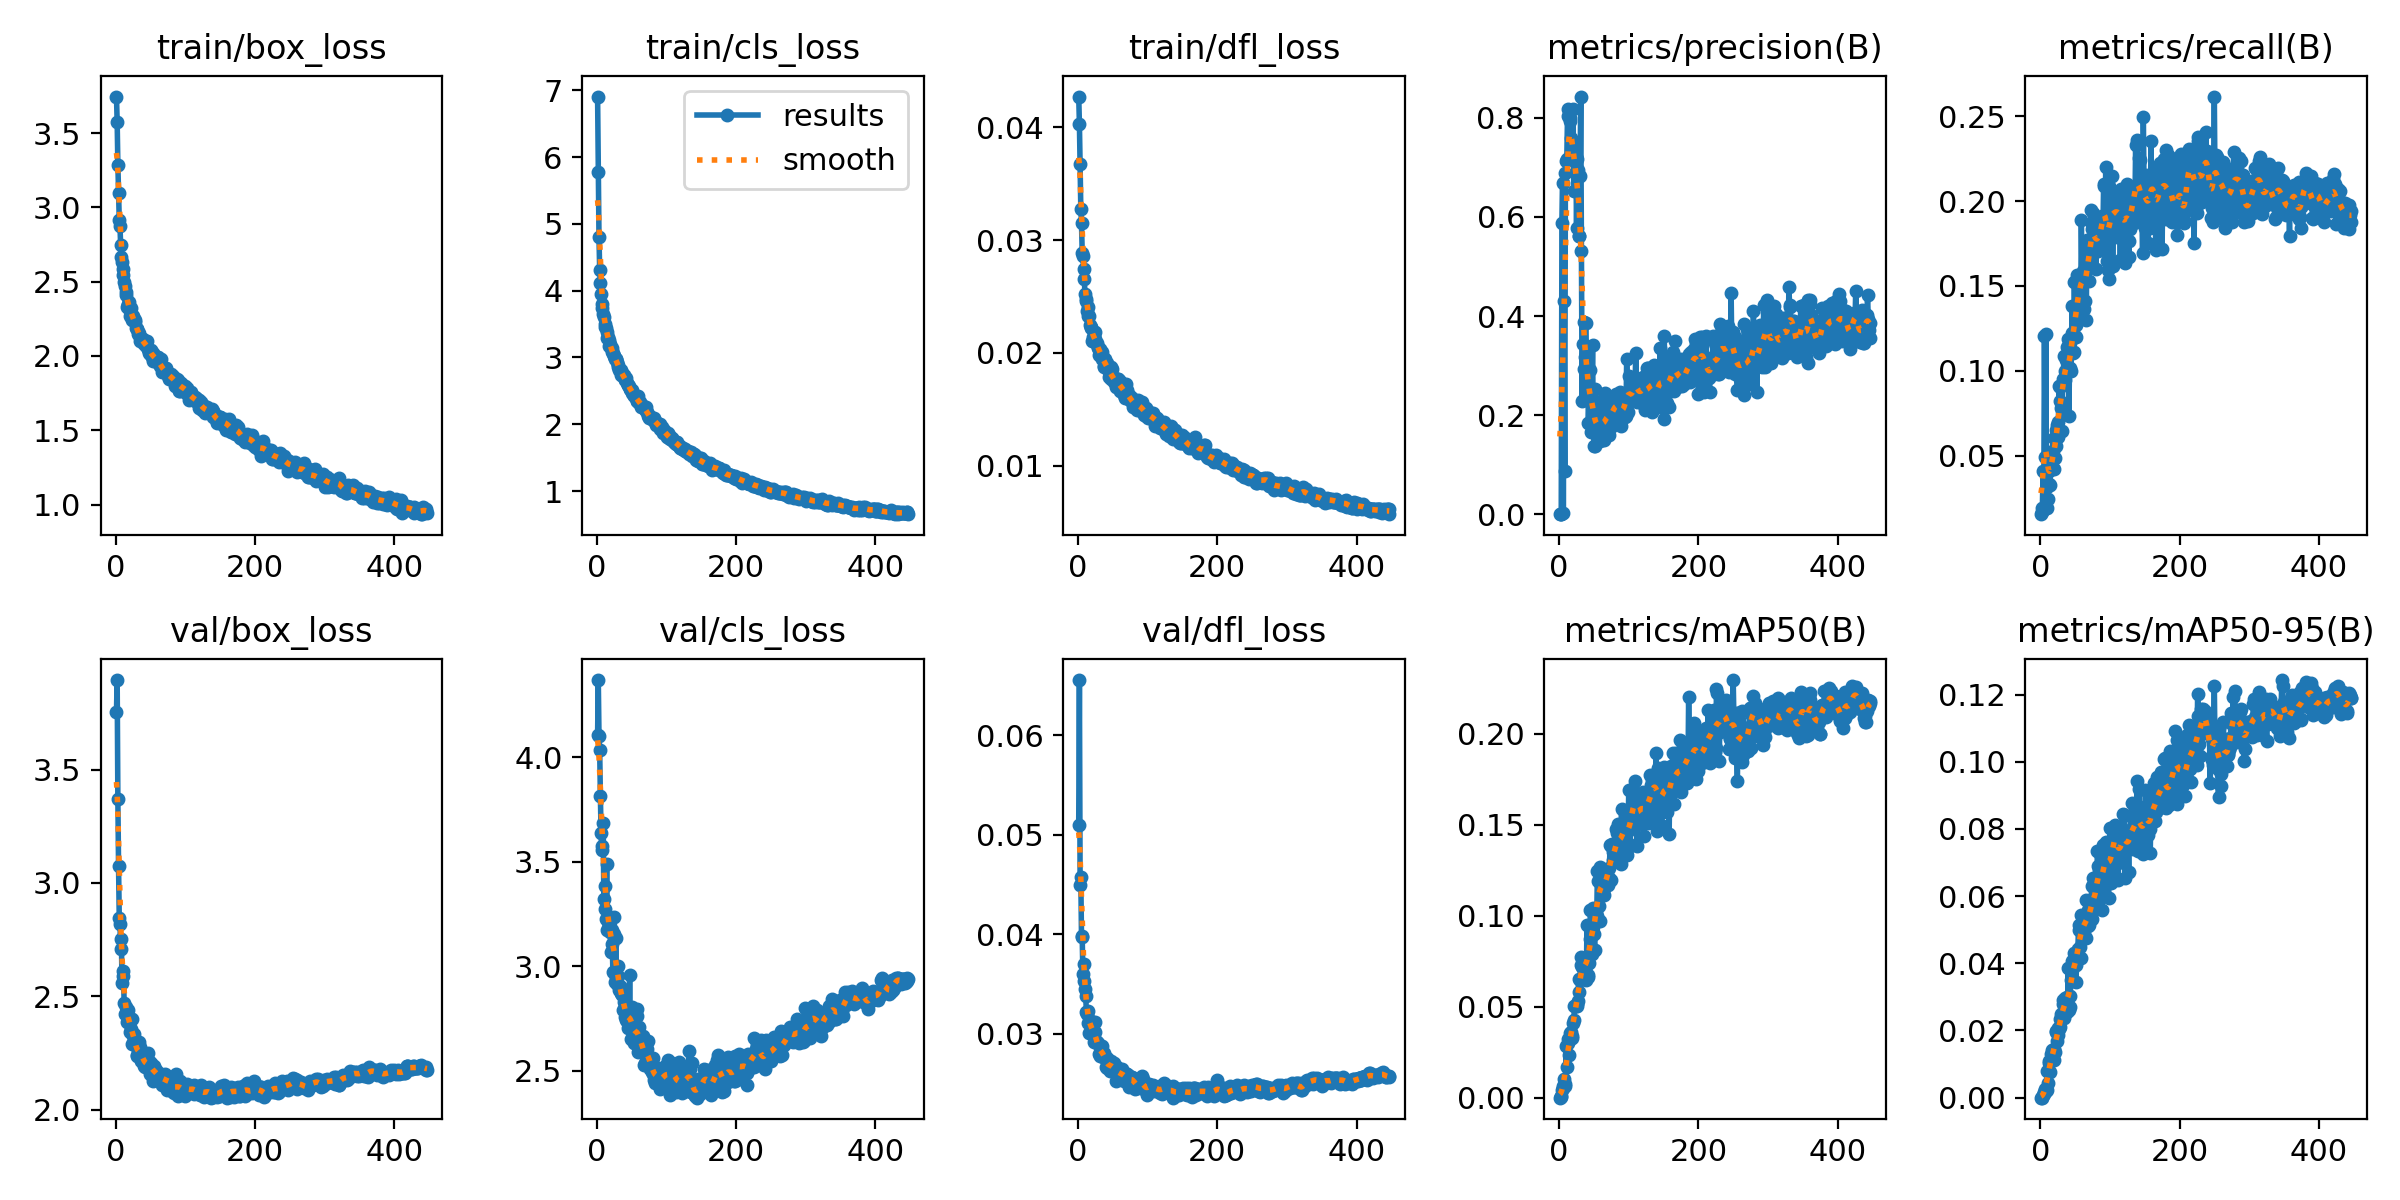 train/box_loss
3.5
3.0
2.5
2.0
1.5
1.0
0 200 400
train/cls_loss
results
smooth
7
6
5
4
3
2
1
0 200 400
train/dfl_loss
0.04
0.03
0.02
0.01
0 200 400
metrics/precision(B)
0.8
0.6
0.4
0.2
0.0
0 200 400
metrics/recall(B)
0.25
0.20
0.15
0.10
0.05
0 200 400
val/box_loss
3.5
3.0
2.5
2.0
0 200 400
val/cls_loss
4.0
3.5
3.0
2.5
0 200 400
val/dfl_loss
0.06
0.05
0.04
0.03
0 200 400
metrics/mAP50(B)
0.20
0.15
0.10
0.05
0.00
0 200 400
metrics/mAP50-95(B)
0.12
0.10
0.08
0.06
0.04
0.02
0.00
0 200 400